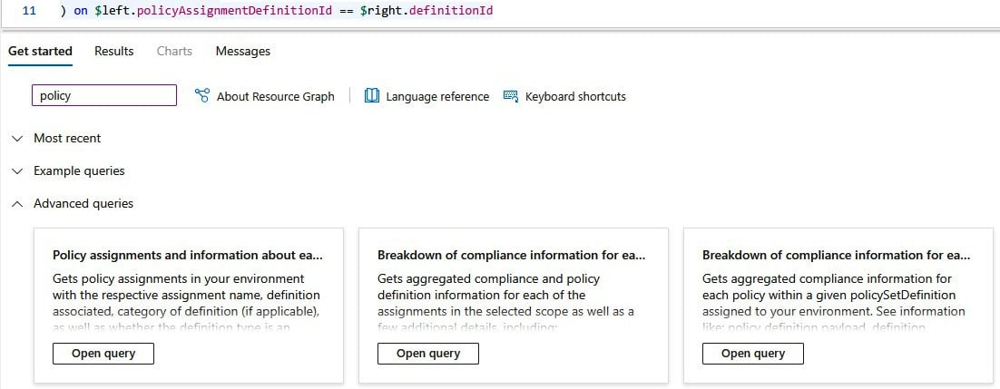 11 ) on $left.policyAssignmentDefinitionId == $right.definitionId
Get started Results Charts Messages
policy About Resource Graph Language reference Keyboard shortcuts
Most recent
Example queries
Advanced queries
Policy assignments and information about ea...
Gets policy assignments in your environment
with the respective assignment name, definition
associated, category of definition (if applicable),
as well as whether the definition type is an
Open query
Breakdown of compliance information for ea...
Gets aggregated compliance and policy
definition information for each of the
assignments in the selected scope as well as a
few additional details, including:
Open query
Breakdown of compliance information for ea...
Gets aggregated compliance information for
each policy within a given policySetDefinition
assigned to your environment. See information
like: policy definition payload, definition
Open query